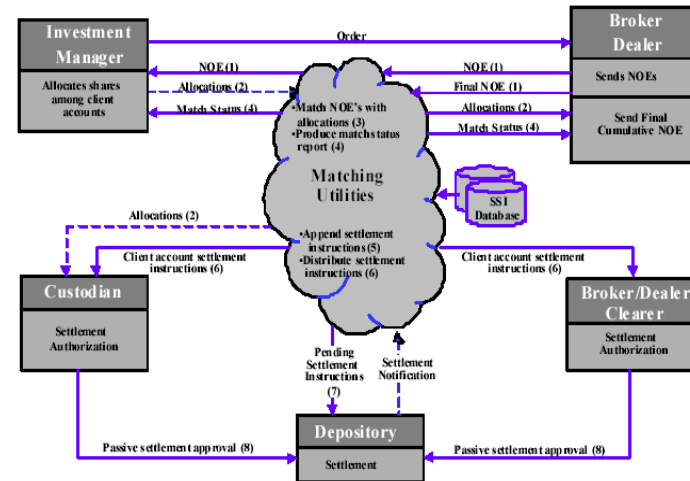 Investment
Manager
Allocates shares
among client
accounts
Order
Broker
Dealer
Sends NOEs
Send Final
Cumulative NOE
NOE (1)
Allocations (2)
Match Status (4)
NOE (1)
Final NOE (1)
Allocations (2)
Match Status (4)
•Match NOE's with
allocations (3)
•Produce match status
report (4)
Matching
Utilities
SSI
Database
•Append settlement
instructions (5)
•Distribute settlement
instructions (6)
Allocations (2)
Client account settlement
instructions (6)
Client account settlement
instructions (6)
Custodian
Settlement
Authorization
Broker/Dealer
Clearer
Settlement
Authorization
Pending
Settlement
Instructions
(7)
Settlement
Notification
Depository
Settlement
Passive settlement approval (8)
Passive settlement approval (8)